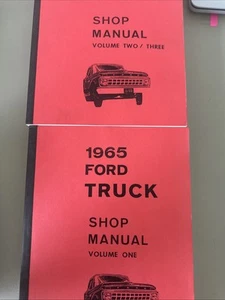 SHOP
MANUAL
VOLUME TWO / THREE
1965
FORD
TRUCK
SHOP
MANUAL
VOLUME ONE